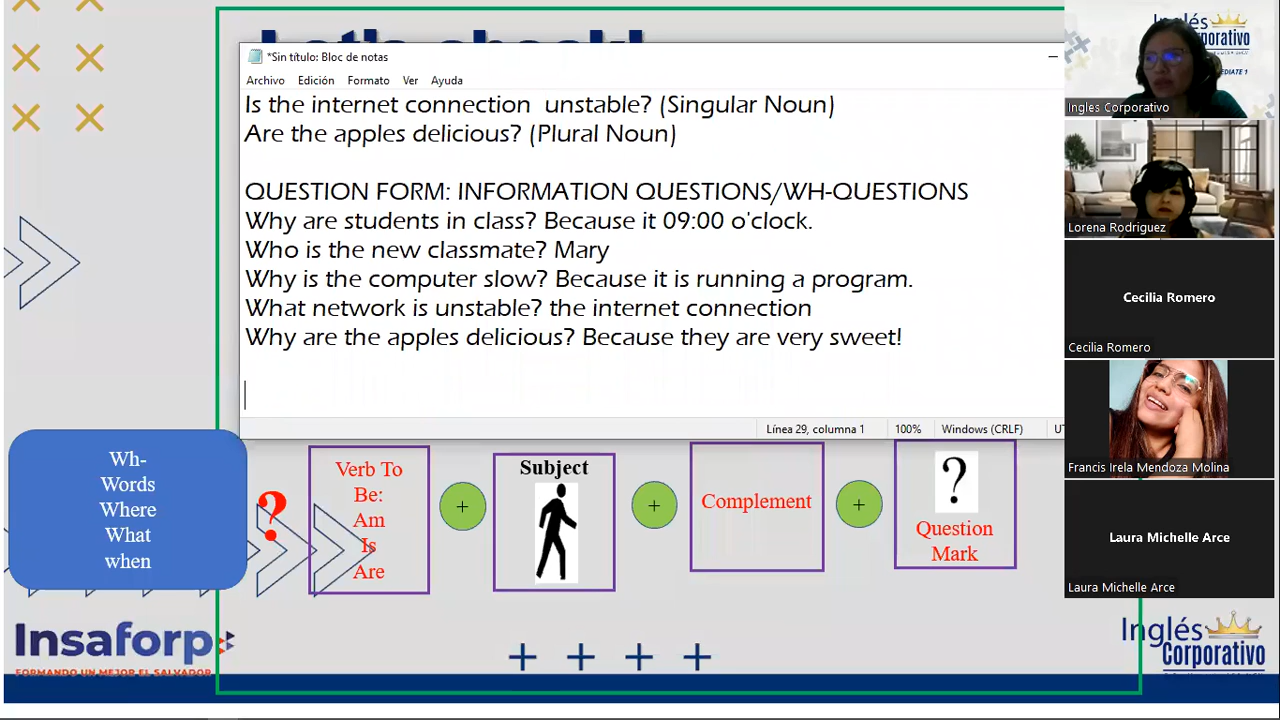 Let's check!
*Sin título: Bloc de notas
Archivo Edición Formato Ver Ayuda
Is the internet connection  unstable? (Singular Noun)
Are the apples delicious? (Plural Noun)
QUESTION FORM: INFORMATION QUESTIONS/WH-QUESTIONS
Why are students in class? Because it 09:00 o'clock.
Who is the new classmate? Mary
Why is the computer slow? Because it is running a program.
What network is unstable? the internet connection
Why are the apples delicious? Because they are very sweet!
Línea 29, columna 1 100% Windows (CRLF)
Wh-
Words
Where
What
when
?
Verb To
Be:
Am
Is
Are
+
Subject
+
Complement
+
?
Question
Mark
Insaforp
FORMANDO UN MEJOR EL SALVADOR
+ + + +
Inglés
Corporativo
Inglés
Corporativo
Ingles Corporativo
Lorena Rodriguez
Cecilia Romero
Cecilia Romero
Francis Irela Mendoza Molina
Laura Michelle Arce
Laura Michelle Arce